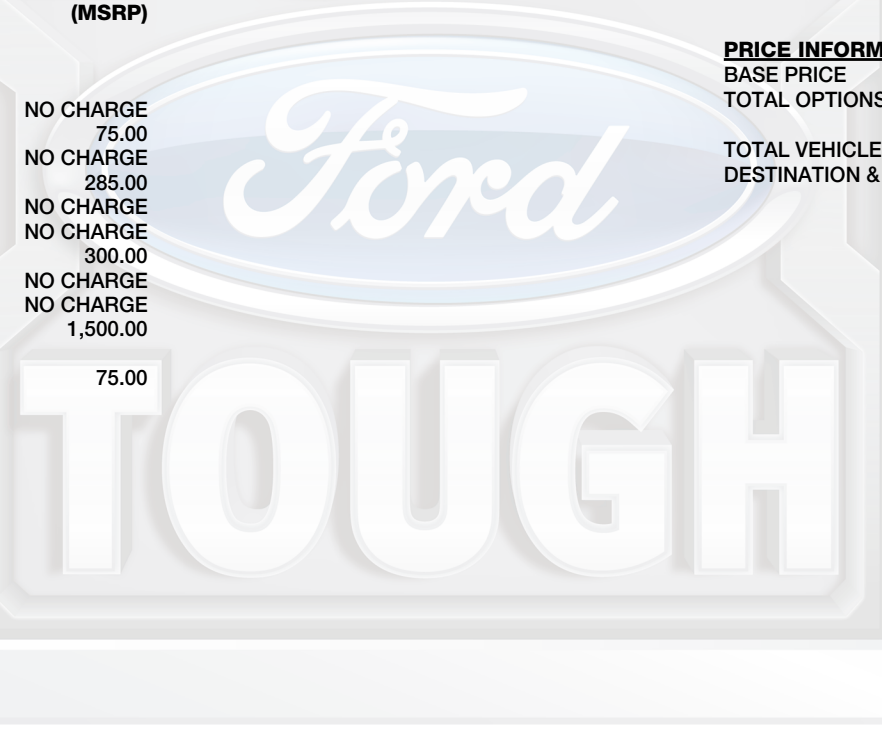 (MSRP)
NO CHARGE
75.00
NO CHARGE
285.00
NO CHARGE
NO CHARGE
300.00
NO CHARGE
NO CHARGE
1,500.00
75.00
PRICE INFORM
BASE PRICE
TOTAL OPTIONS
TOTAL VEHICLE
DESTINATION &
Ford
TOUGH